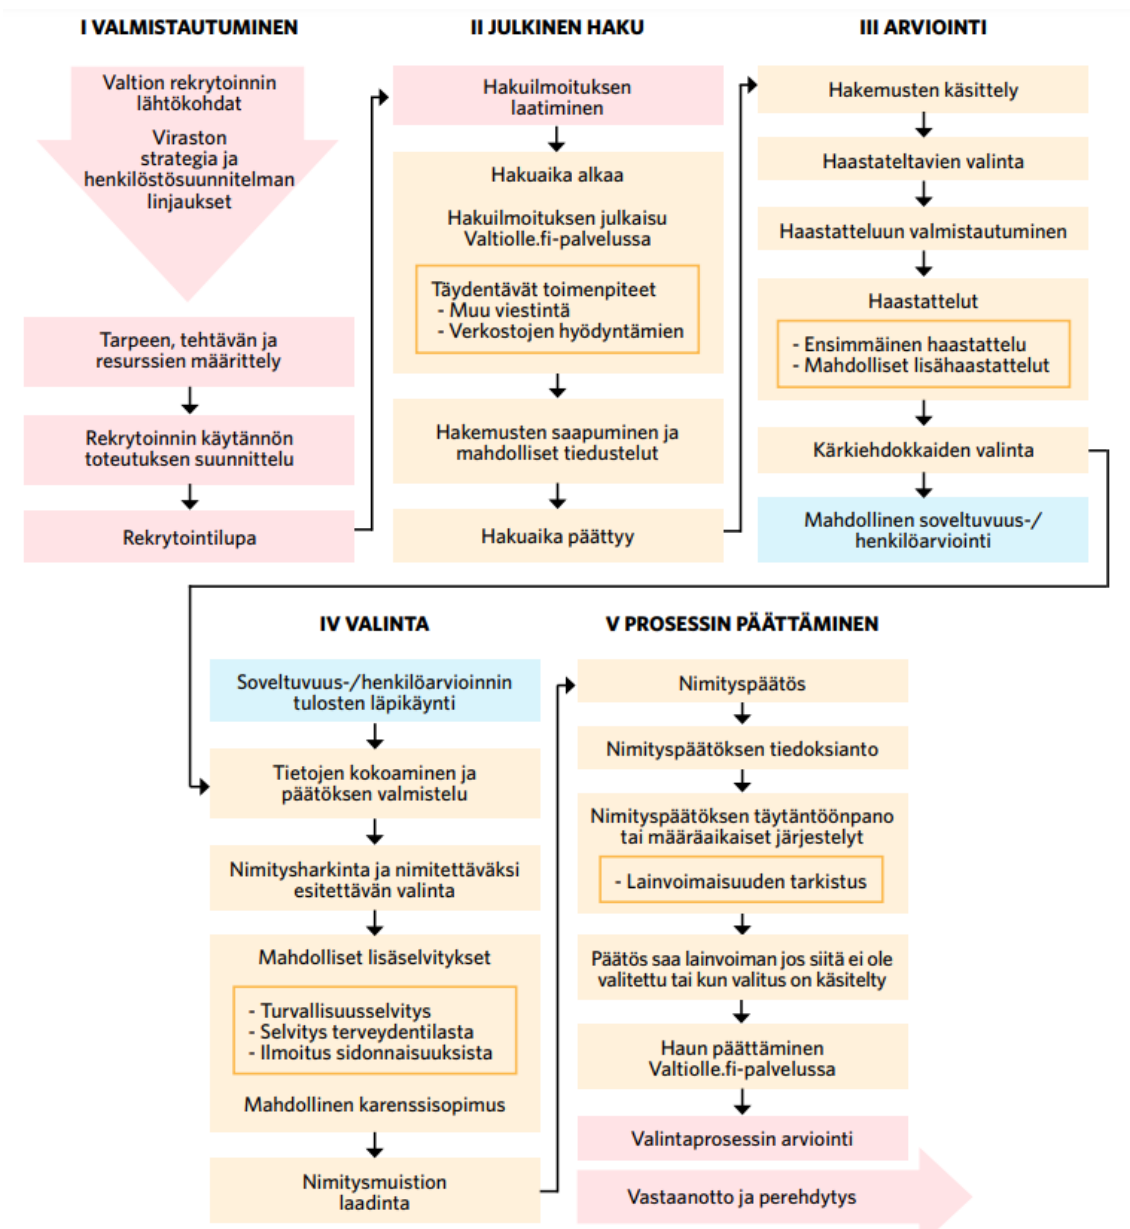 I VALMISTAUTUMINEN
Valtion rekrytoinnin
lähtökohdat
Viraston
strategia ja
henkilöstösuunnitelman
linjaukset
Tarpeen, tehtävän ja
resurssien määrittely
Rekrytoinnin käytännön
toteutuksen suunnittelu
Rekrytointilupa
II JULKINEN HAKU
Hakuilmoituksen
laatiminen
Hakuaika alkaa
Hakuilmoituksen julkaisu
Valtiolle.fi-palvelussa
Täydentävät toimenpiteet
- Muu viestintä
- Verkostojen hyödyntämien
Hakemusten saapuminen ja
mahdolliset tiedustelut
Hakuaika päättyy
III ARVIOINTI
Hakemusten käsittely
Haastateltavien valinta
Haastatteluun valmistautuminen
Haastattelut
- Ensimmäinen haastattelu
- Mahdolliset lisähaastattelut
Kärkiehdokkaiden valinta
Mahdollinen soveltuvuus-/
henkilöarviointi
IV VALINTA
Soveltuvuus-/henkilöarvioinnin
tulosten läpikäynti
Tietojen kokoaminen ja
päätöksen valmistelu
Nimitysharkinta ja nimitettäväksi
esitettävän valinta
Mahdolliset lisäselvitykset
- Turvallisuusselvitys
- Selvitys terveydentilasta
- Ilmoitus sidonnaisuuksista
Mahdollinen karenssisopimus
Nimitysmuistion
laadinta
V PROSESSIN PÄÄTTÄMINEN
Nimityspäätös
Nimityspäätöksen tiedoksianto
Nimityspäätöksen täytäntöönpano
tai määräaikaiset järjestelyt
- Lainvoimaisuuden tarkistus
Päätös saa lainvoiman jos siitä ei ole
valitettu tai kun valitus on käsitelty
Haun päättäminen
Valtiolle.fi-palvelussa
Valintaprosessin arviointi
Vastaanotto ja perehdytys